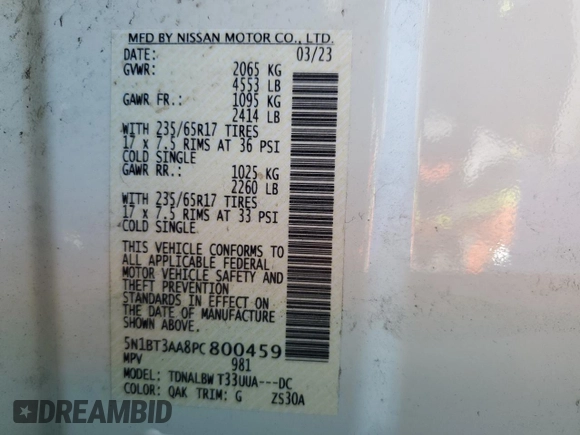 MFD BY NISSAN MOTOR CO., LTD.
DATE: 03/23
GVWR: 2065 KG
4553 LB
GAWR FR.: 1095 KG
2414 LB
WITH 235/65R17 TIRES
17 x 7.5 RIMS AT 36 PSI
COLD SINGLE
GAWR RR.: 1025 KG
2260 LB
WITH 235/65R17 TIRES
17 x 7.5 RIMS AT 33 PSI
COLD SINGLE
THIS VEHICLE CONFORMS TO
ALL APPLICABLE FEDERAL
MOTOR VEHICLE SAFETY AND
THEFT PREVENTION
STANDARDS IN EFFECT ON
THE DATE OF MANUFACTURE
SHOWN ABOVE.
5N1BT3AA8PC800459
MPV 981
MODEL: TDNALBW T33UUA---DC
COLOR: QAK TRIM: G ZS30A
DREAMBID